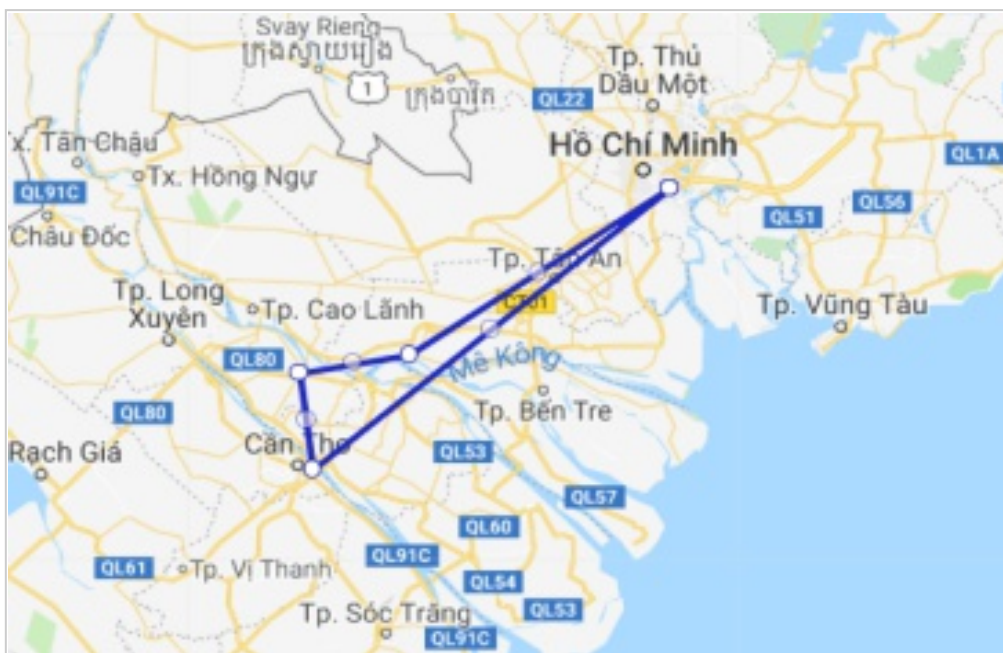 Svay Rieng
ក្រុងស្វាយរៀង
1
ក្រុងបាវិត
Tp. Thủ
Dầu Một
QL22
Hồ Chí Minh
QL1A
x. Tân Châu
QL91C
Tx. Hồng Ngự
Châu Đốc
QL51
QL56
Tp. Tân An
CT01
Tp. Long
Xuyên
Tp. Cao Lãnh
Tp. Vũng Tàu
QL80
Mê Kông
QL80
Tp. Bến Tre
Rạch Giá
Cần Thơ
QL53
QL57
QL60
QL91C
QL61
Tp. Vị Thanh
QL54
QL53
Tp. Sóc Trăng
QL91C